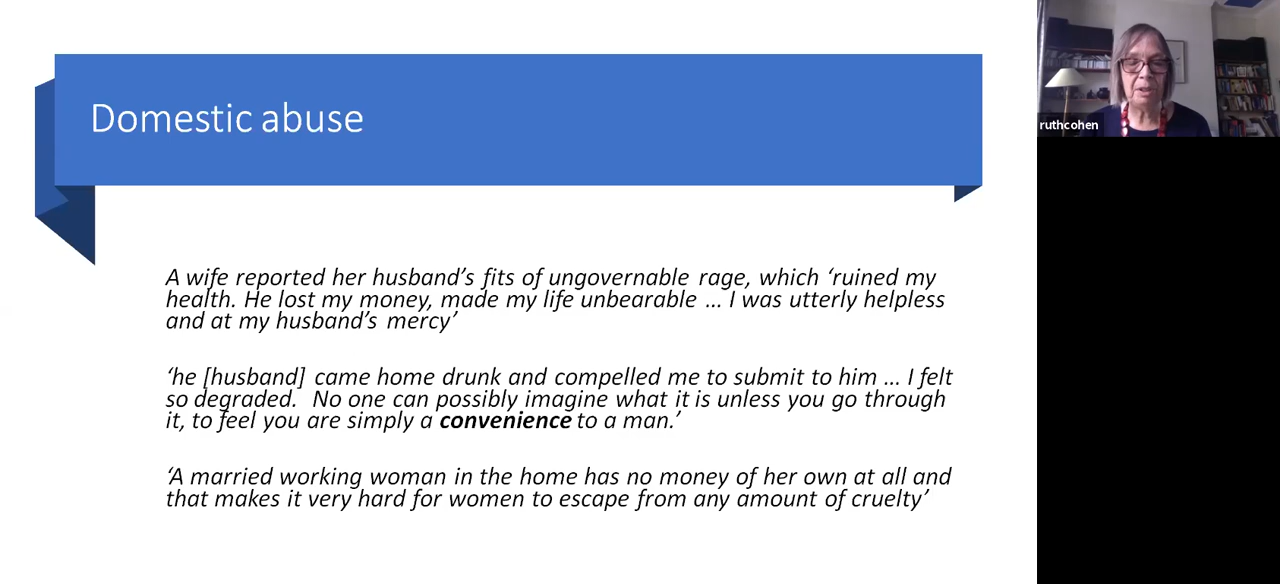 Domestic abuse
ruthcohen
A wife reported her husband’s fits of ungovernable rage, which ‘ruined my
health. He lost my money, made my life unbearable … I was utterly helpless
and at my husband’s mercy’
‘he [husband] came home drunk and compelled me to submit to him … I felt
so degraded. No one can possibly imagine what it is unless you go through
it, to feel you are simply a convenience to a man.’
‘A married working woman in the home has no money of her own at all and
that makes it very hard for women to escape from any amount of cruelty’